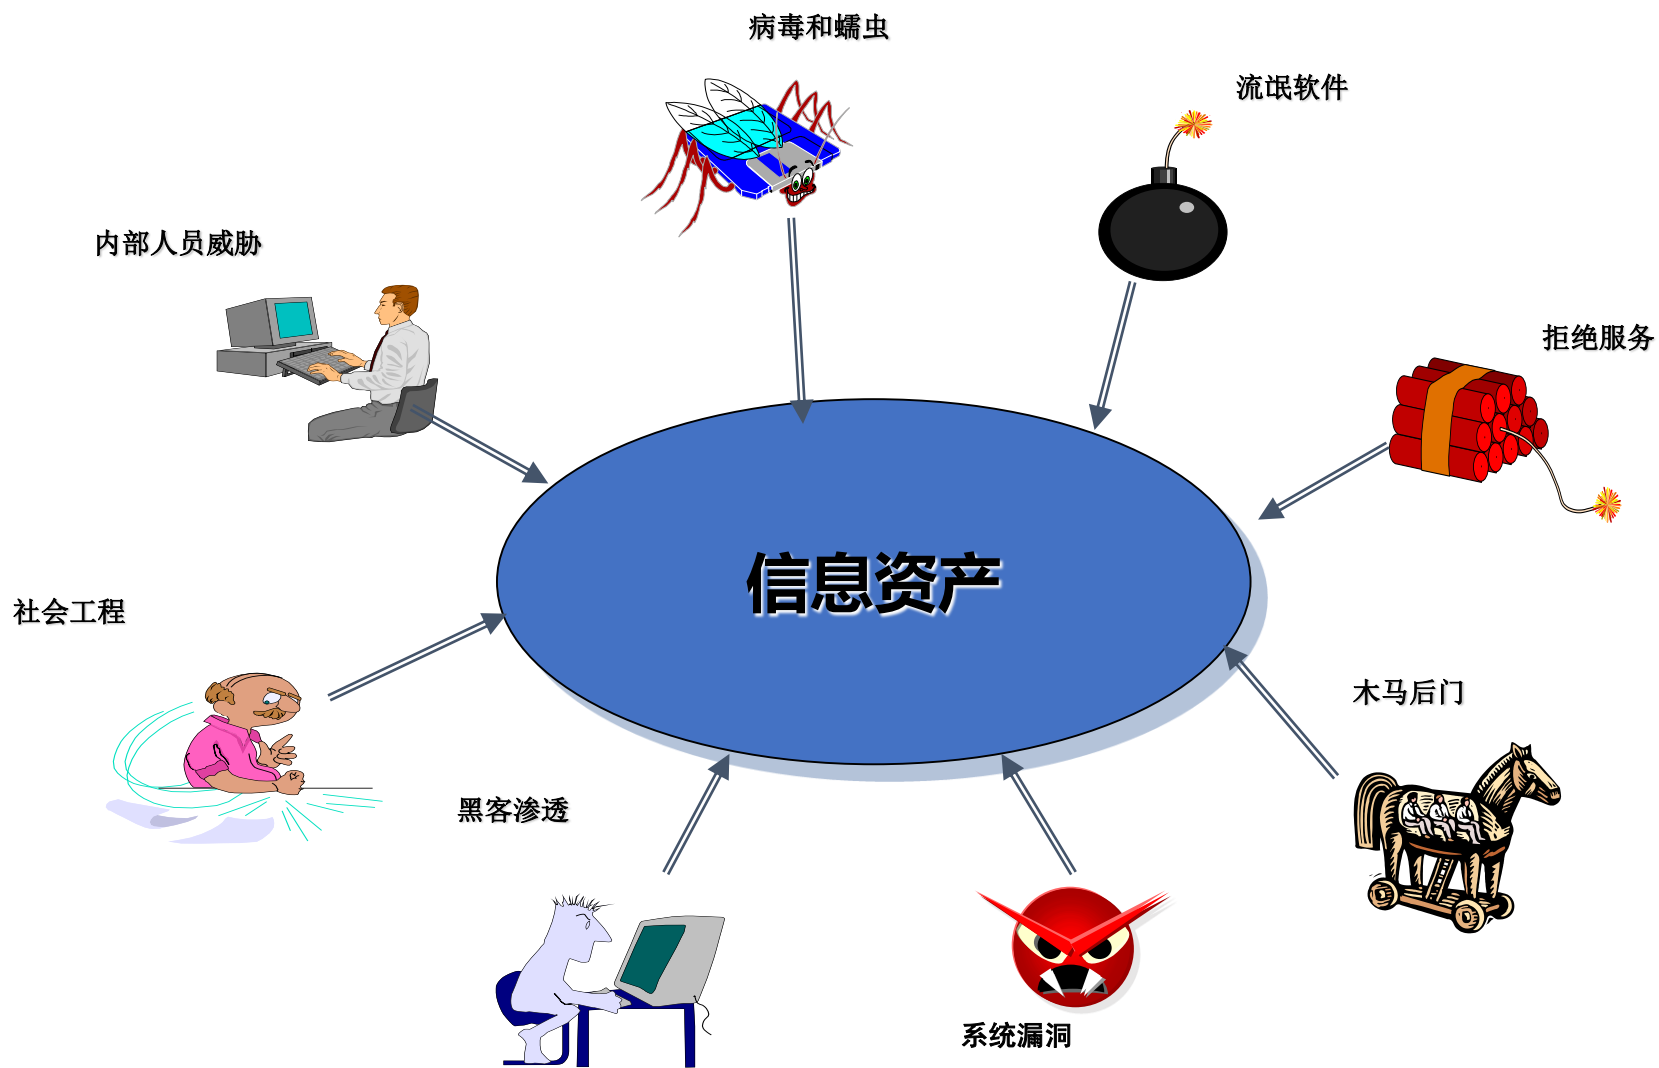 病毒和蠕虫
流氓软件
内部人员威胁
拒绝服务
信息资产
社会工程
木马后门
黑客渗透
系统漏洞